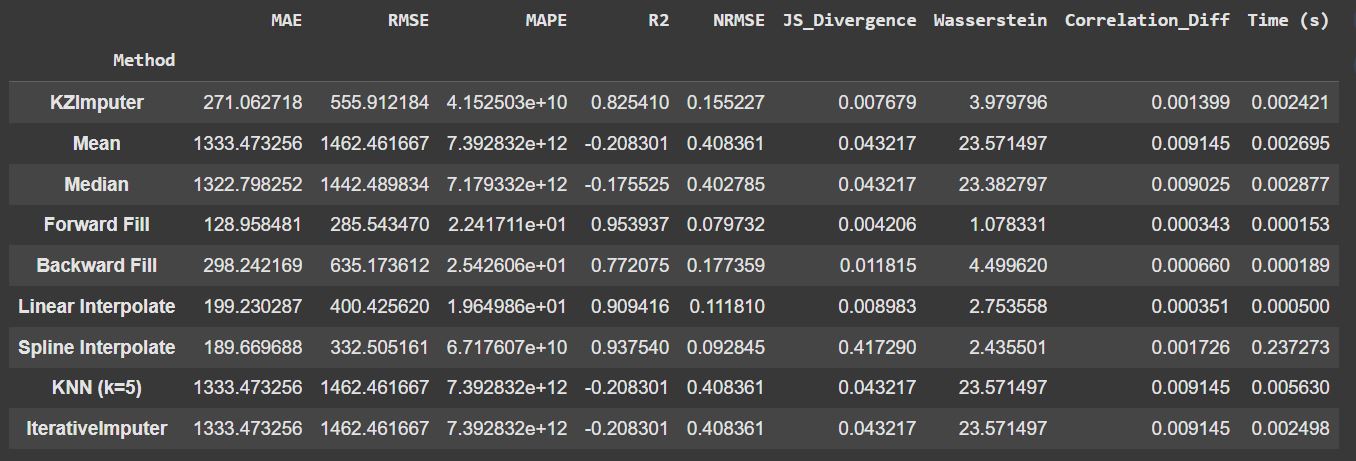 MAE RMSE MAPE R2 NRMSE JS_Divergence Wasserstein Correlation_Diff Time (s)
Method
KZImputer 271.062718 555.912184 4.152503e+10 0.825410 0.155227 0.007679 3.979796 0.001399 0.002421
Mean 1333.473256 1462.461667 7.392832e+12 -0.208301 0.408361 0.043217 23.571497 0.009145 0.002695
Median 1322.798252 1442.489834 7.179332e+12 -0.175525 0.402785 0.043217 23.382797 0.009025 0.002877
Forward Fill 128.958481 285.543470 2.241711e+01 0.953937 0.079732 0.004206 1.078331 0.000343 0.000153
Backward Fill 298.242169 635.173612 2.542606e+01 0.772075 0.177359 0.011815 4.499620 0.000660 0.000189
Linear Interpolate 199.230287 400.425620 1.964986e+01 0.909416 0.111810 0.008983 2.753558 0.000351 0.000500
Spline Interpolate 189.669688 332.505161 6.717607e+10 0.937540 0.092845 0.417290 2.435501 0.001726 0.237273
KNN (k=5) 1333.473256 1462.461667 7.392832e+12 -0.208301 0.408361 0.043217 23.571497 0.009145 0.005630
IterativeImputer 1333.473256 1462.461667 7.392832e+12 -0.208301 0.408361 0.043217 23.571497 0.009145 0.002498